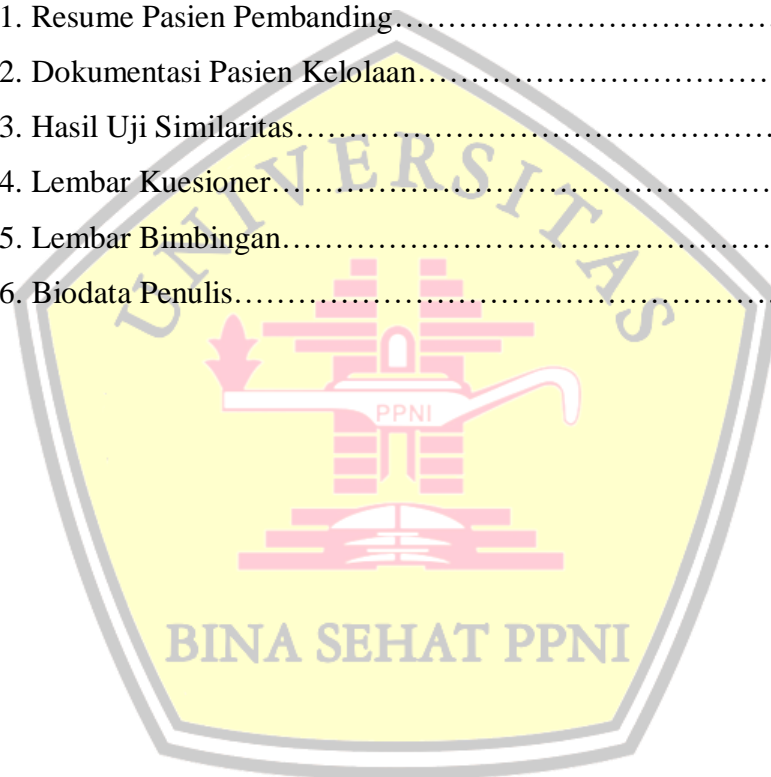 1. Resume Pasien Pembanding………………………………
2. Dokumentasi Pasien Kelolaan……………………………
3. Hasil Uji Similaritas………………………………………
4. Lembar Kuesioner…………………………………………
5. Lembar Bimbingan…………………………………………
6. Biodata Penulis……………………………………………
UNIVERSITAS
PPNI
BINA SEHAT PPNI